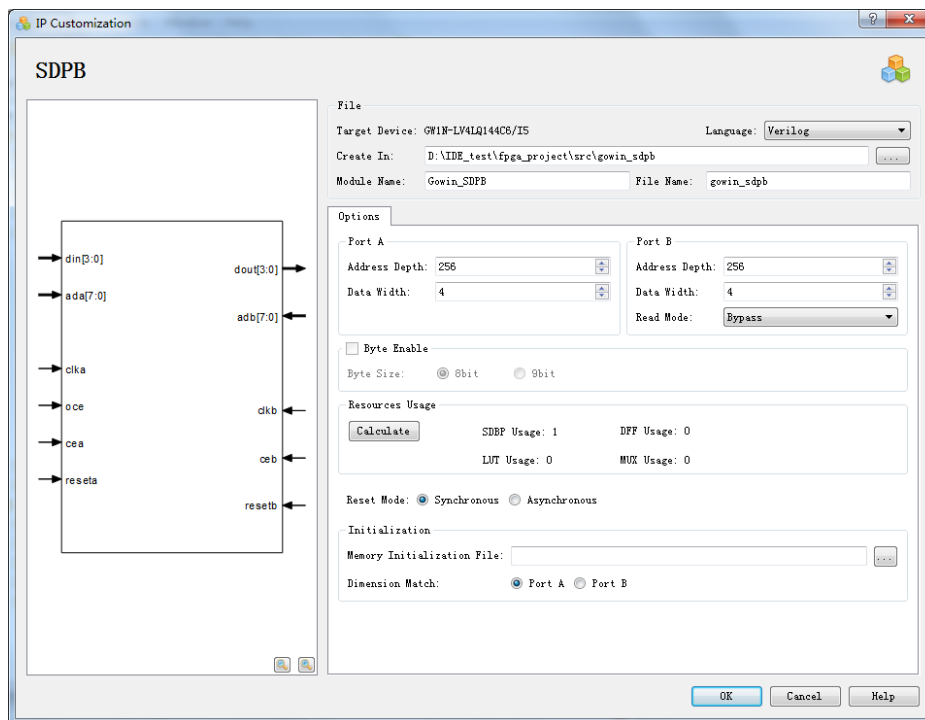 IP Customization
SDPB
File
Target Device: GW1N-LV4LQ144C6/I5 Language: Verilog
Create In: D:\IDE_test\fpga_project\src\gowin_sdpb ...
Module Name: Gowin_SDPB File Name: gowin_sdpb
Options
Port A
Address Depth: 256
Data Width: 4
Port B
Address Depth: 256
Data Width: 4
Read Mode: Bypass
Byte Enable
Byte Size: 8bit 9bit
Resources Usage
Calculate SDBP Usage: 1 DFF Usage: 0
LUT Usage: 0 MUX Usage: 0
Reset Mode: Synchronous Asynchronous
Initialization
Memory Initialization File: ...
Dimension Match: Port A Port B
din[3:0]
ada[7:0]
clka
oce
cea
reseta
dout[3:0]
adb[7:0]
clkb
ceb
resetb
OK Cancel Help